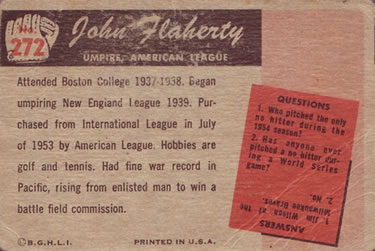 No.
272
John Flaherty
UMPIRE, AMERICAN LEAGUE
Attended Boston College 1937-1938. Began
umpiring New England League 1939. Pur-
chased from International League in July
of 1953 by American League. Hobbies are
golf and tennis. Had fine war record in
Pacific, rising from enlisted man to win a
battle field commission.
QUESTIONS
1. Who pitched the only
no hitter during the
1954 season?
2. Has anyone ever
pitched a no hitter dur-
ing a World Series
game?
ANSWERS
1. Jim Wilson of the
Milwaukee Braves.
2. No.
©B.G.H.L.I.
PRINTED IN U.S.A.